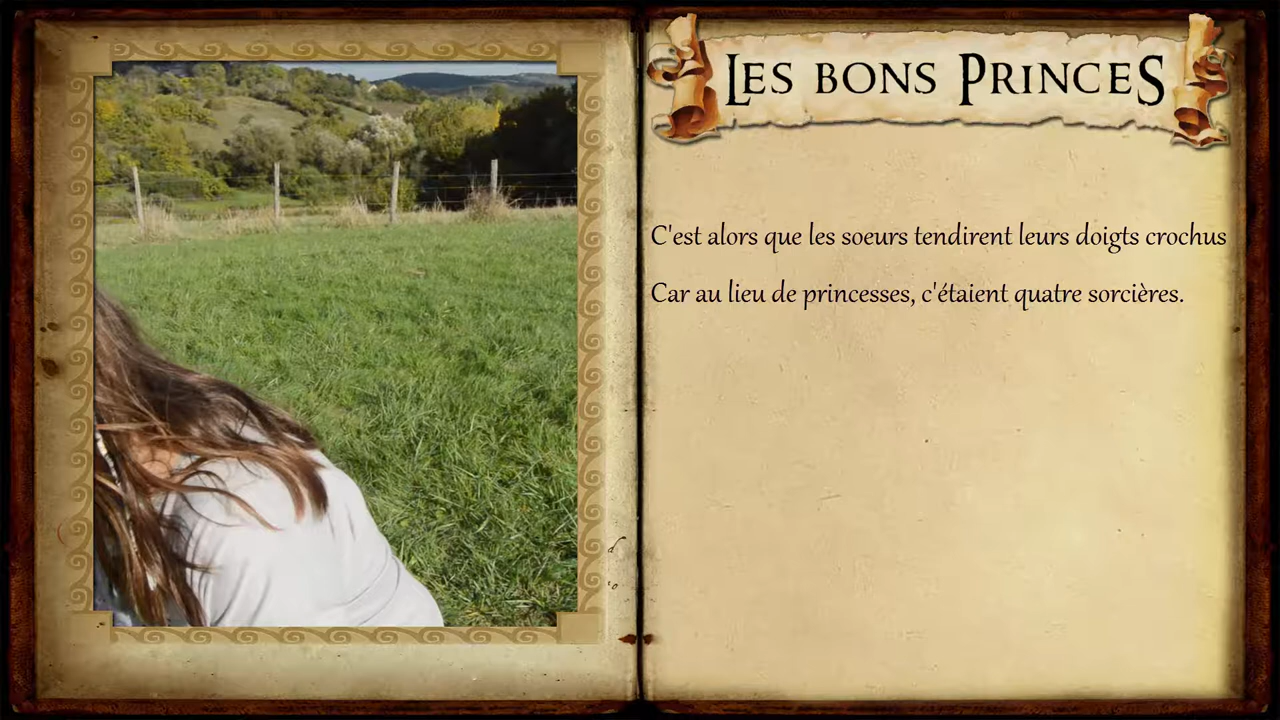 Les bons Princes
C'est alors que les soeurs tendirent leurs doigts crochus
Car au lieu de princesses, c'étaient quatre sorcières.